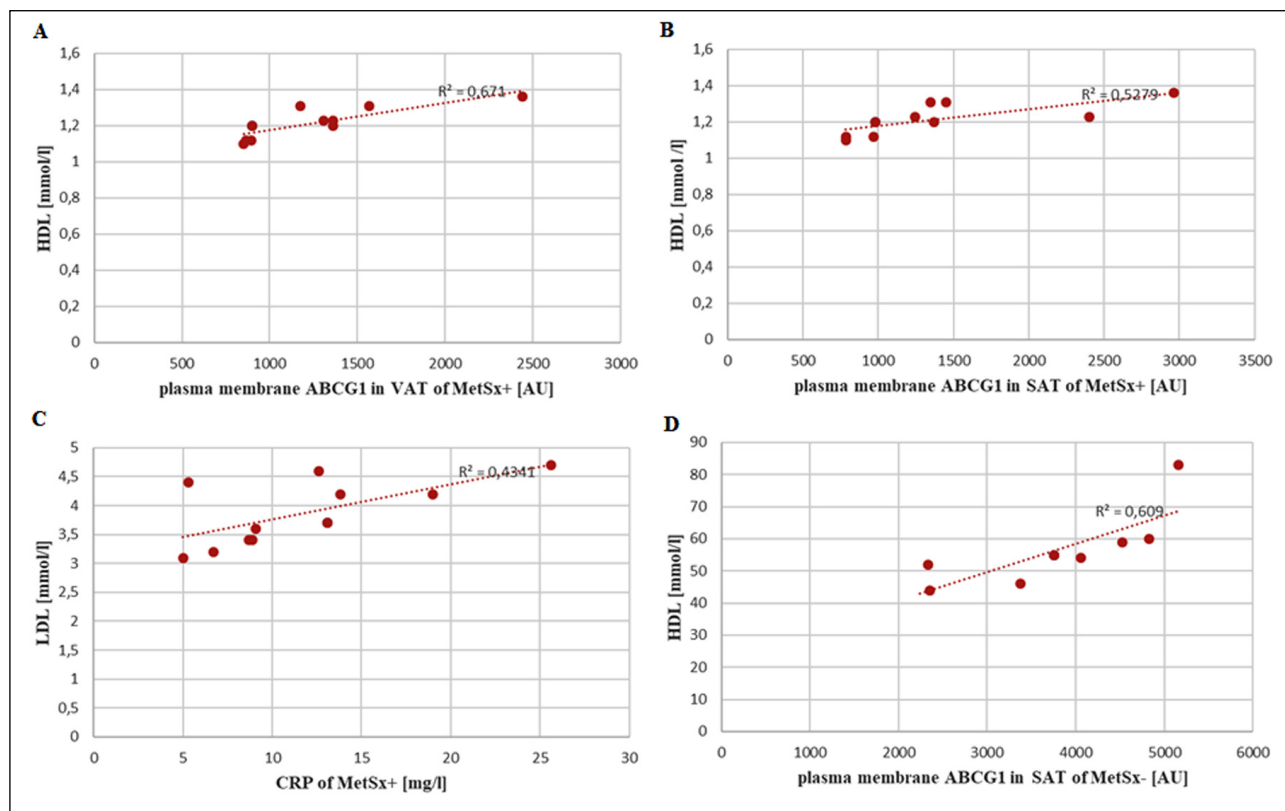 A
1,6
1,4
1,2
1
0,8
0,6
0,4
0,2
0
HDL [mmol/l]
R² = 0,671
0 500 1000 1500 2000 2500 3000
plasma membrane ABCG1 in VAT of MetSx+ [AU]
B
1,6
1,4
1,2
1
0,8
0,6
0,4
0,2
0
HDL [mmol /l]
R² = 0,5279
0 500 1000 1500 2000 2500 3000 3500
plasma membrane ABCG1 in SAT of MetSx+ [AU]
C
5
4,5
4
3,5
3
2,5
2
1,5
1
0,5
0
LDL [mmol/l]
R² = 0,4341
0 5 10 15 20 25 30
CRP of MetSx+ [mg/l]
D
90
80
70
60
50
40
30
20
10
0
HDL [mmol/l]
R² = 0,609
0 1000 2000 3000 4000 5000 6000
plasma membrane ABCG1 in SAT of MetSx- [AU]